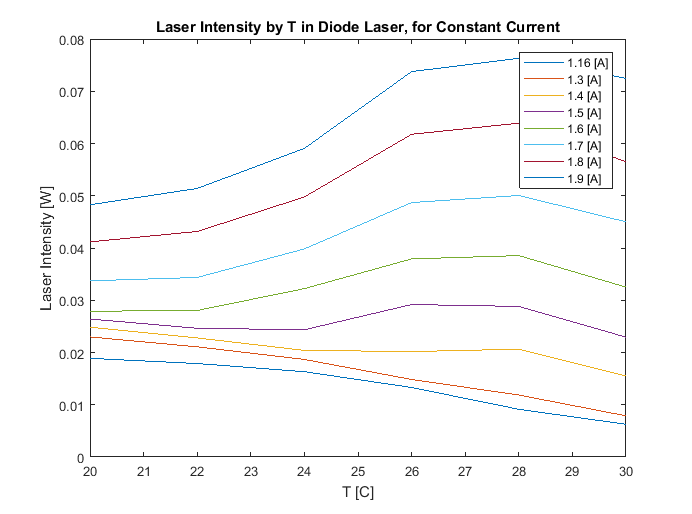 Laser Intensity by T in Diode Laser, for Constant Current
0.08
0.07
0.06
0.05
0.04
0.03
0.02
0.01
0
Laser Intensity [W]
1.16 [A]
1.3 [A]
1.4 [A]
1.5 [A]
1.6 [A]
1.7 [A]
1.8 [A]
1.9 [A]
20 21 22 23 24 25 26 27 28 29 30
T [C]